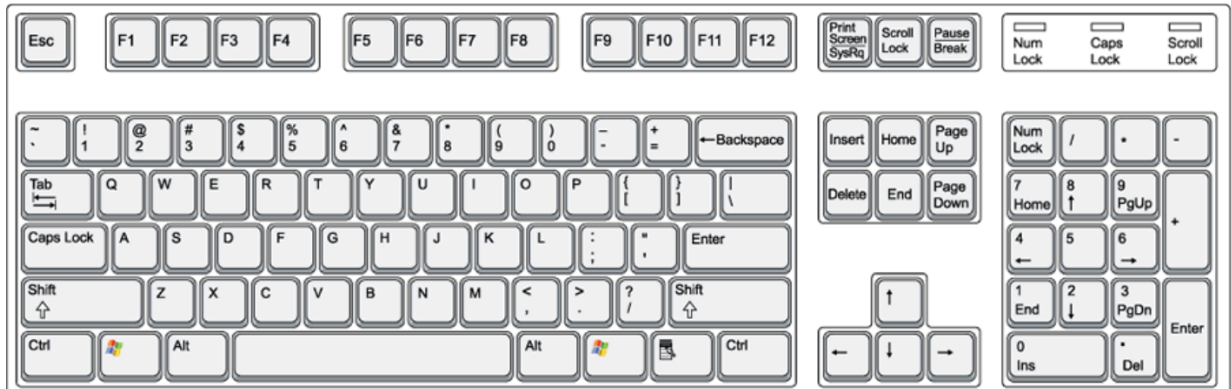 Esc F1 F2 F3 F4 F5 F6 F7 F8 F9 F10 F11 F12
Print Screen SysRq
Scroll Lock
Pause Break
Num Lock
Caps Lock
Scroll Lock
~ ! @ # $ % ^ & * ( ) – +
` 1 2 3 4 5 6 7 8 9 0 - = ←Backspace
Tab Q W E R T Y U I O P { } |
[ ] \
Caps Lock A S D F G H J K L : " Enter
; '
Shift Z X C V B N M < > ? Shift
⇧ , . / ⇧
Ctrl Alt Alt Ctrl
Insert Home Page Up
Delete End Page Down
↑
← ↓ →
Num Lock / * -
7 8 9
Home ↑ PgUp +
4 5 6
← →
1 2 3
End ↓ PgDn Enter
0 .
Ins Del